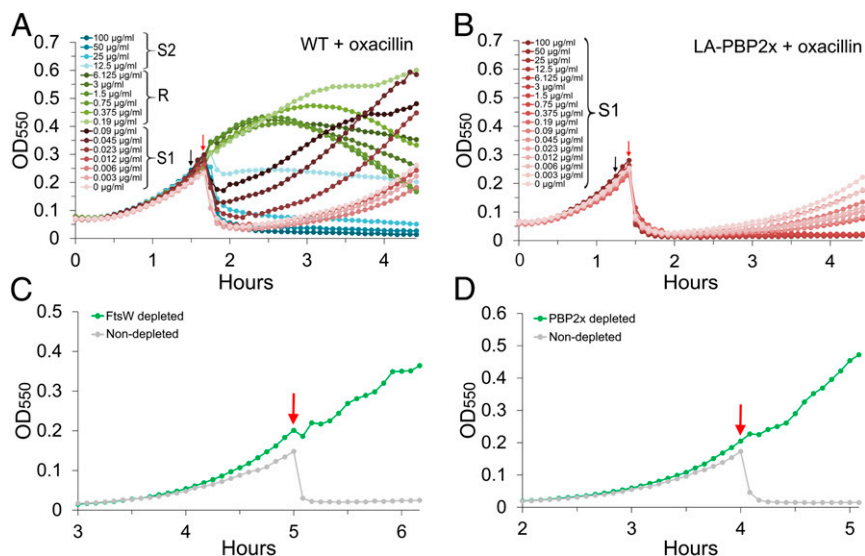 A
WT + oxacillin
0.7
0.6
0.5
0.4
0.3
0.2
0.1
0
OD550
100 µg/ml
50 µg/ml
25 µg/ml
12.5 µg/ml
S2
6.125 µg/ml
3 µg/ml
1.5 µg/ml
0.75 µg/ml
0.375 µg/ml
0.19 µg/ml
R
0.09 µg/ml
0.045 µg/ml
0.023 µg/ml
0.012 µg/ml
0.006 µg/ml
0.003 µg/ml
0 µg/ml
S1
0 1 2 3 4
Hours
B
LA-PBP2x + oxacillin
0.7
0.6
0.5
0.4
0.3
0.2
0.1
0
OD550
100 µg/ml
50 µg/ml
25 µg/ml
12.5 µg/ml
6.125 µg/ml
3 µg/ml
1.5 µg/ml
0.75 µg/ml
0.375 µg/ml
0.19 µg/ml
0.09 µg/ml
0.045 µg/ml
0.023 µg/ml
0.012 µg/ml
0.006 µg/ml
0.003 µg/ml
0 µg/ml
S1
0 1 2 3 4
Hours
C
FtsW depleted
Non-depleted
0.5
0.4
0.3
0.2
0.1
0
OD550
3 4 5 6
Hours
D
PBP2x depleted
Non-depleted
0.5
0.4
0.3
0.2
0.1
0
OD550
2 3 4 5
Hours